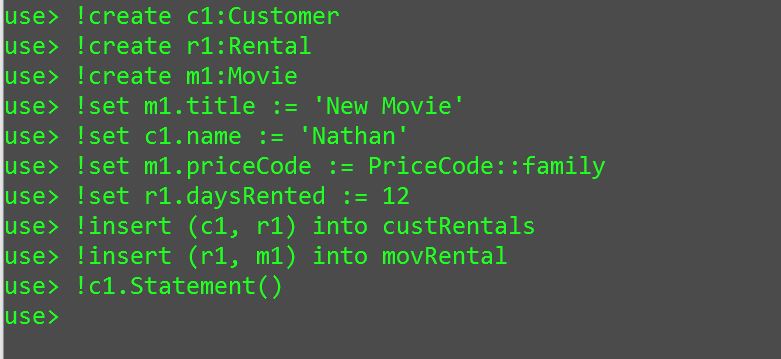 use> !create c1:Customer
use> !create r1:Rental
use> !create m1:Movie
use> !set m1.title := 'New Movie'
use> !set c1.name := 'Nathan'
use> !set m1.priceCode := PriceCode::family
use> !set r1.daysRented := 12
use> !insert (c1, r1) into custRentals
use> !insert (r1, m1) into movRental
use> !c1.Statement()
use>